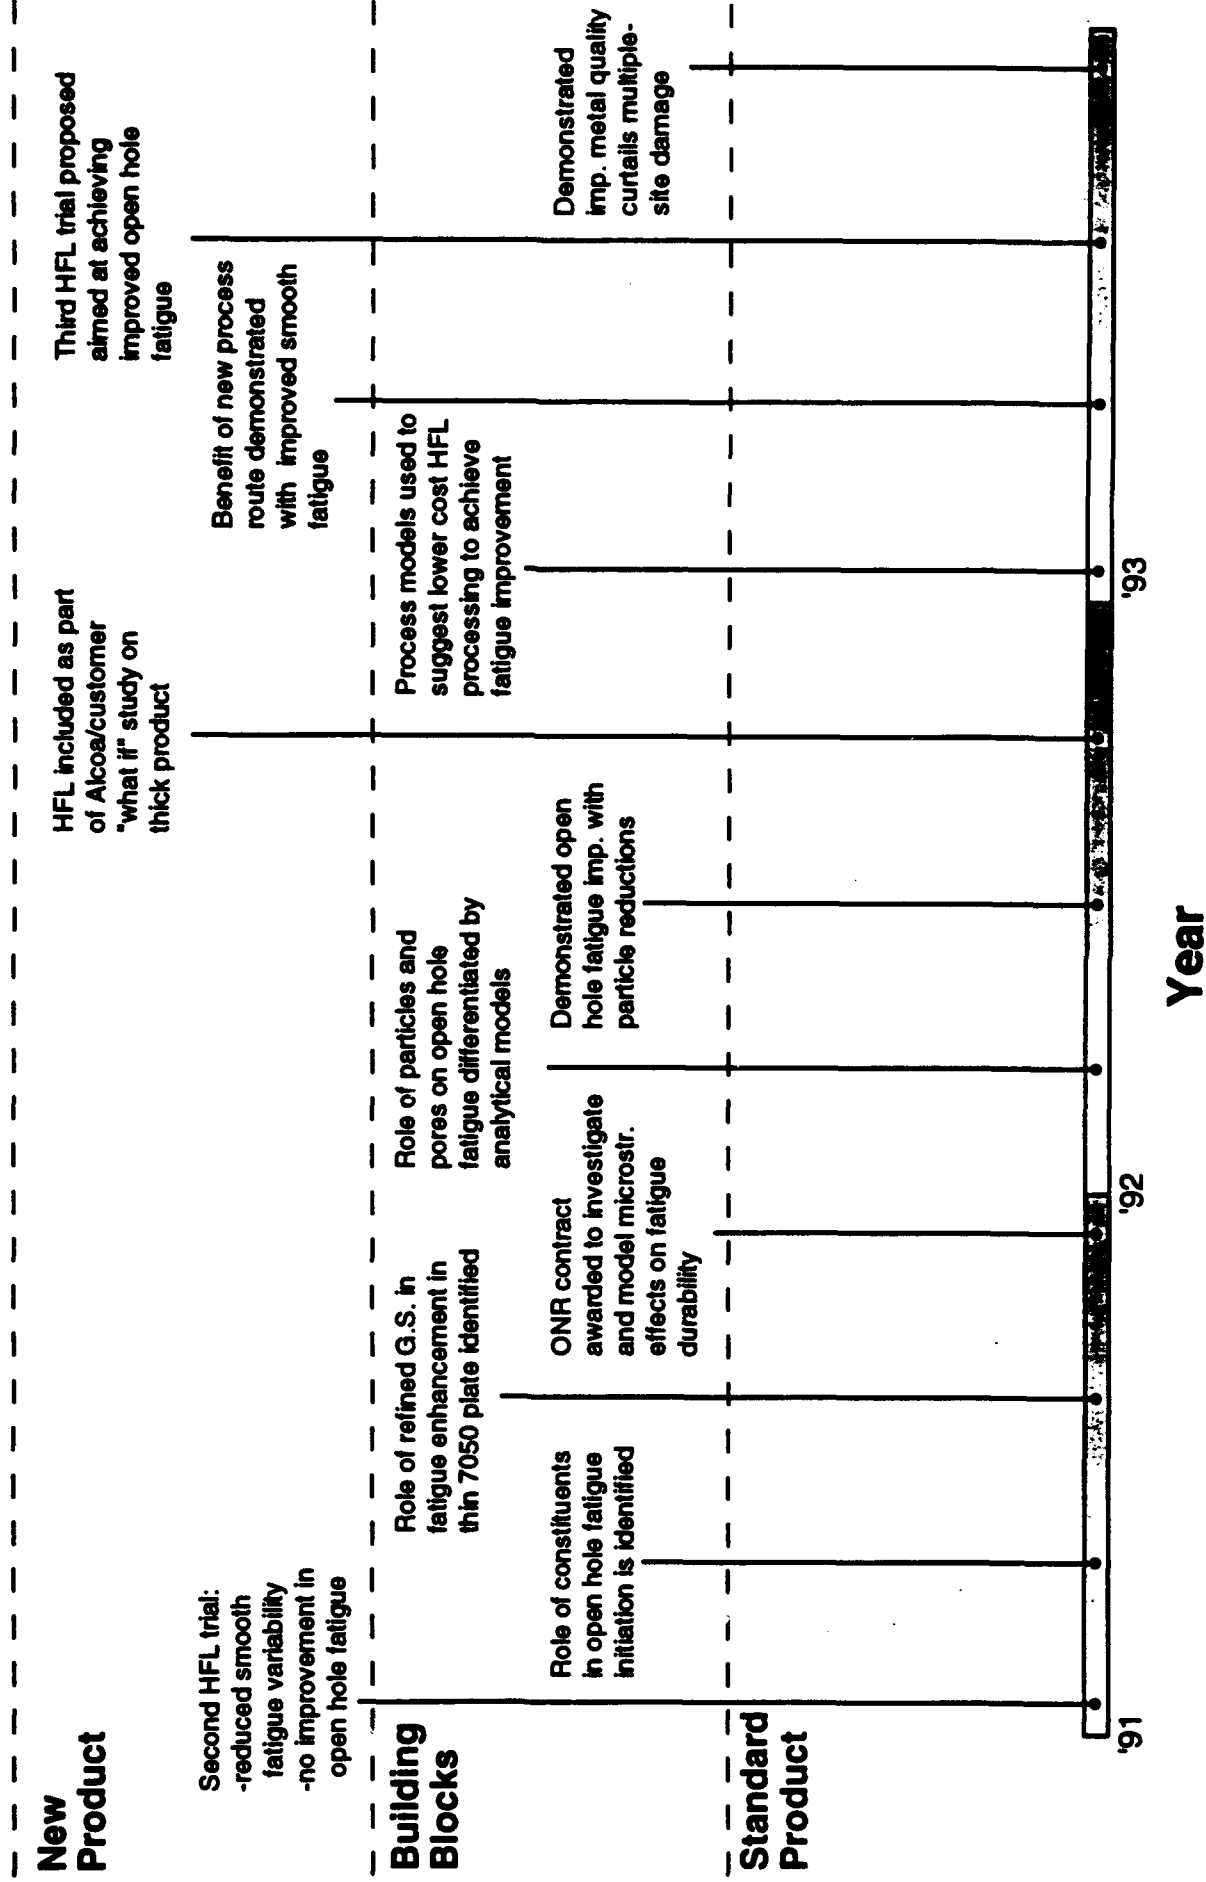 New
Product
Second HFL trial:
-reduced smooth
fatigue variability
-no improvement in
open hole fatigue
HFL included as part
of Alcoa/customer
"what if" study on
thick product
Third HFL trial proposed
aimed at achieving
improved open hole
fatigue
Benefit of new process
route demonstrated
with improved smooth
fatigue
Building
Blocks
Role of refined G.S. in
fatigue enhancement in
thin 7050 plate identified
Role of particles and
pores on open hole
fatigue differentiated by
analytical models
Process models used to
suggest lower cost HFL
processing to achieve
fatigue improvement
Role of constituents
in open hole fatigue
initiation is identified
ONR contract
awarded to investigate
and model microstr.
effects on fatigue
durability
Demonstrated open
hole fatigue imp. with
particle reductions
Demonstrated
imp. metal quality
curtails multiple-
site damage
Standard
Product
'91
'92
'93
Year